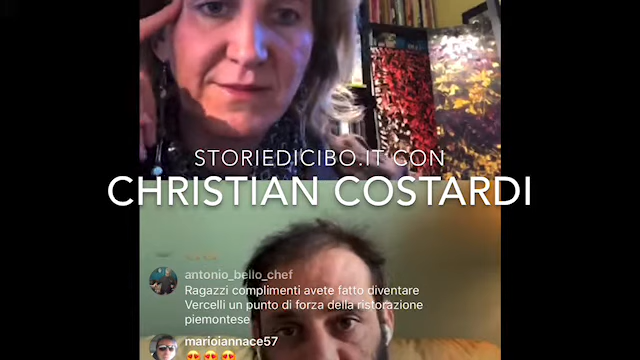 STORIEDICIBO.IT CON
CHRISTIAN COSTARDI
antonio_bello_chef
Ragazzi complimenti avete fatto diventare
Vercelli un punto di forza della ristorazione
piemontese
marioiannace57
😍😍😍